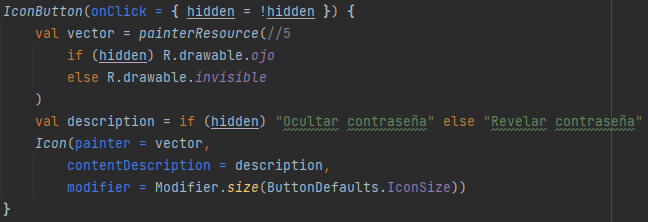 IconButton(onClick = { hidden = !hidden }) {
    val vector = painterResource(//5
        if (hidden) R.drawable.ojo
        else R.drawable.invisible
    )
    val description = if (hidden) "Ocultar contraseña" else "Revelar contraseña"
    Icon(painter = vector,
        contentDescription = description,
        modifier = Modifier.size(ButtonDefaults.IconSize))
}